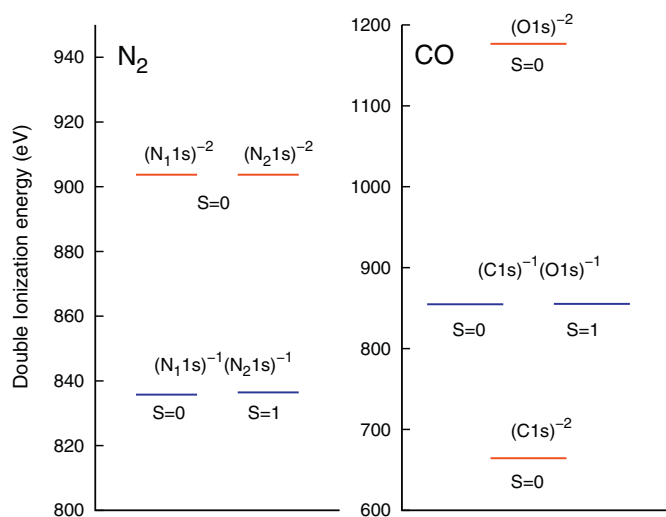 Double Ionization energy (eV)
N₂
940
920
900
880
860
840
820
800
(N₁1s)⁻² (N₂1s)⁻²
S=0
(N₁1s)⁻¹(N₂1s)⁻¹
S=0 S=1
CO
1200
1100
1000
900
800
700
600
(O1s)⁻²
S=0
(C1s)⁻¹(O1s)⁻¹
S=0 S=1
(C1s)⁻²
S=0